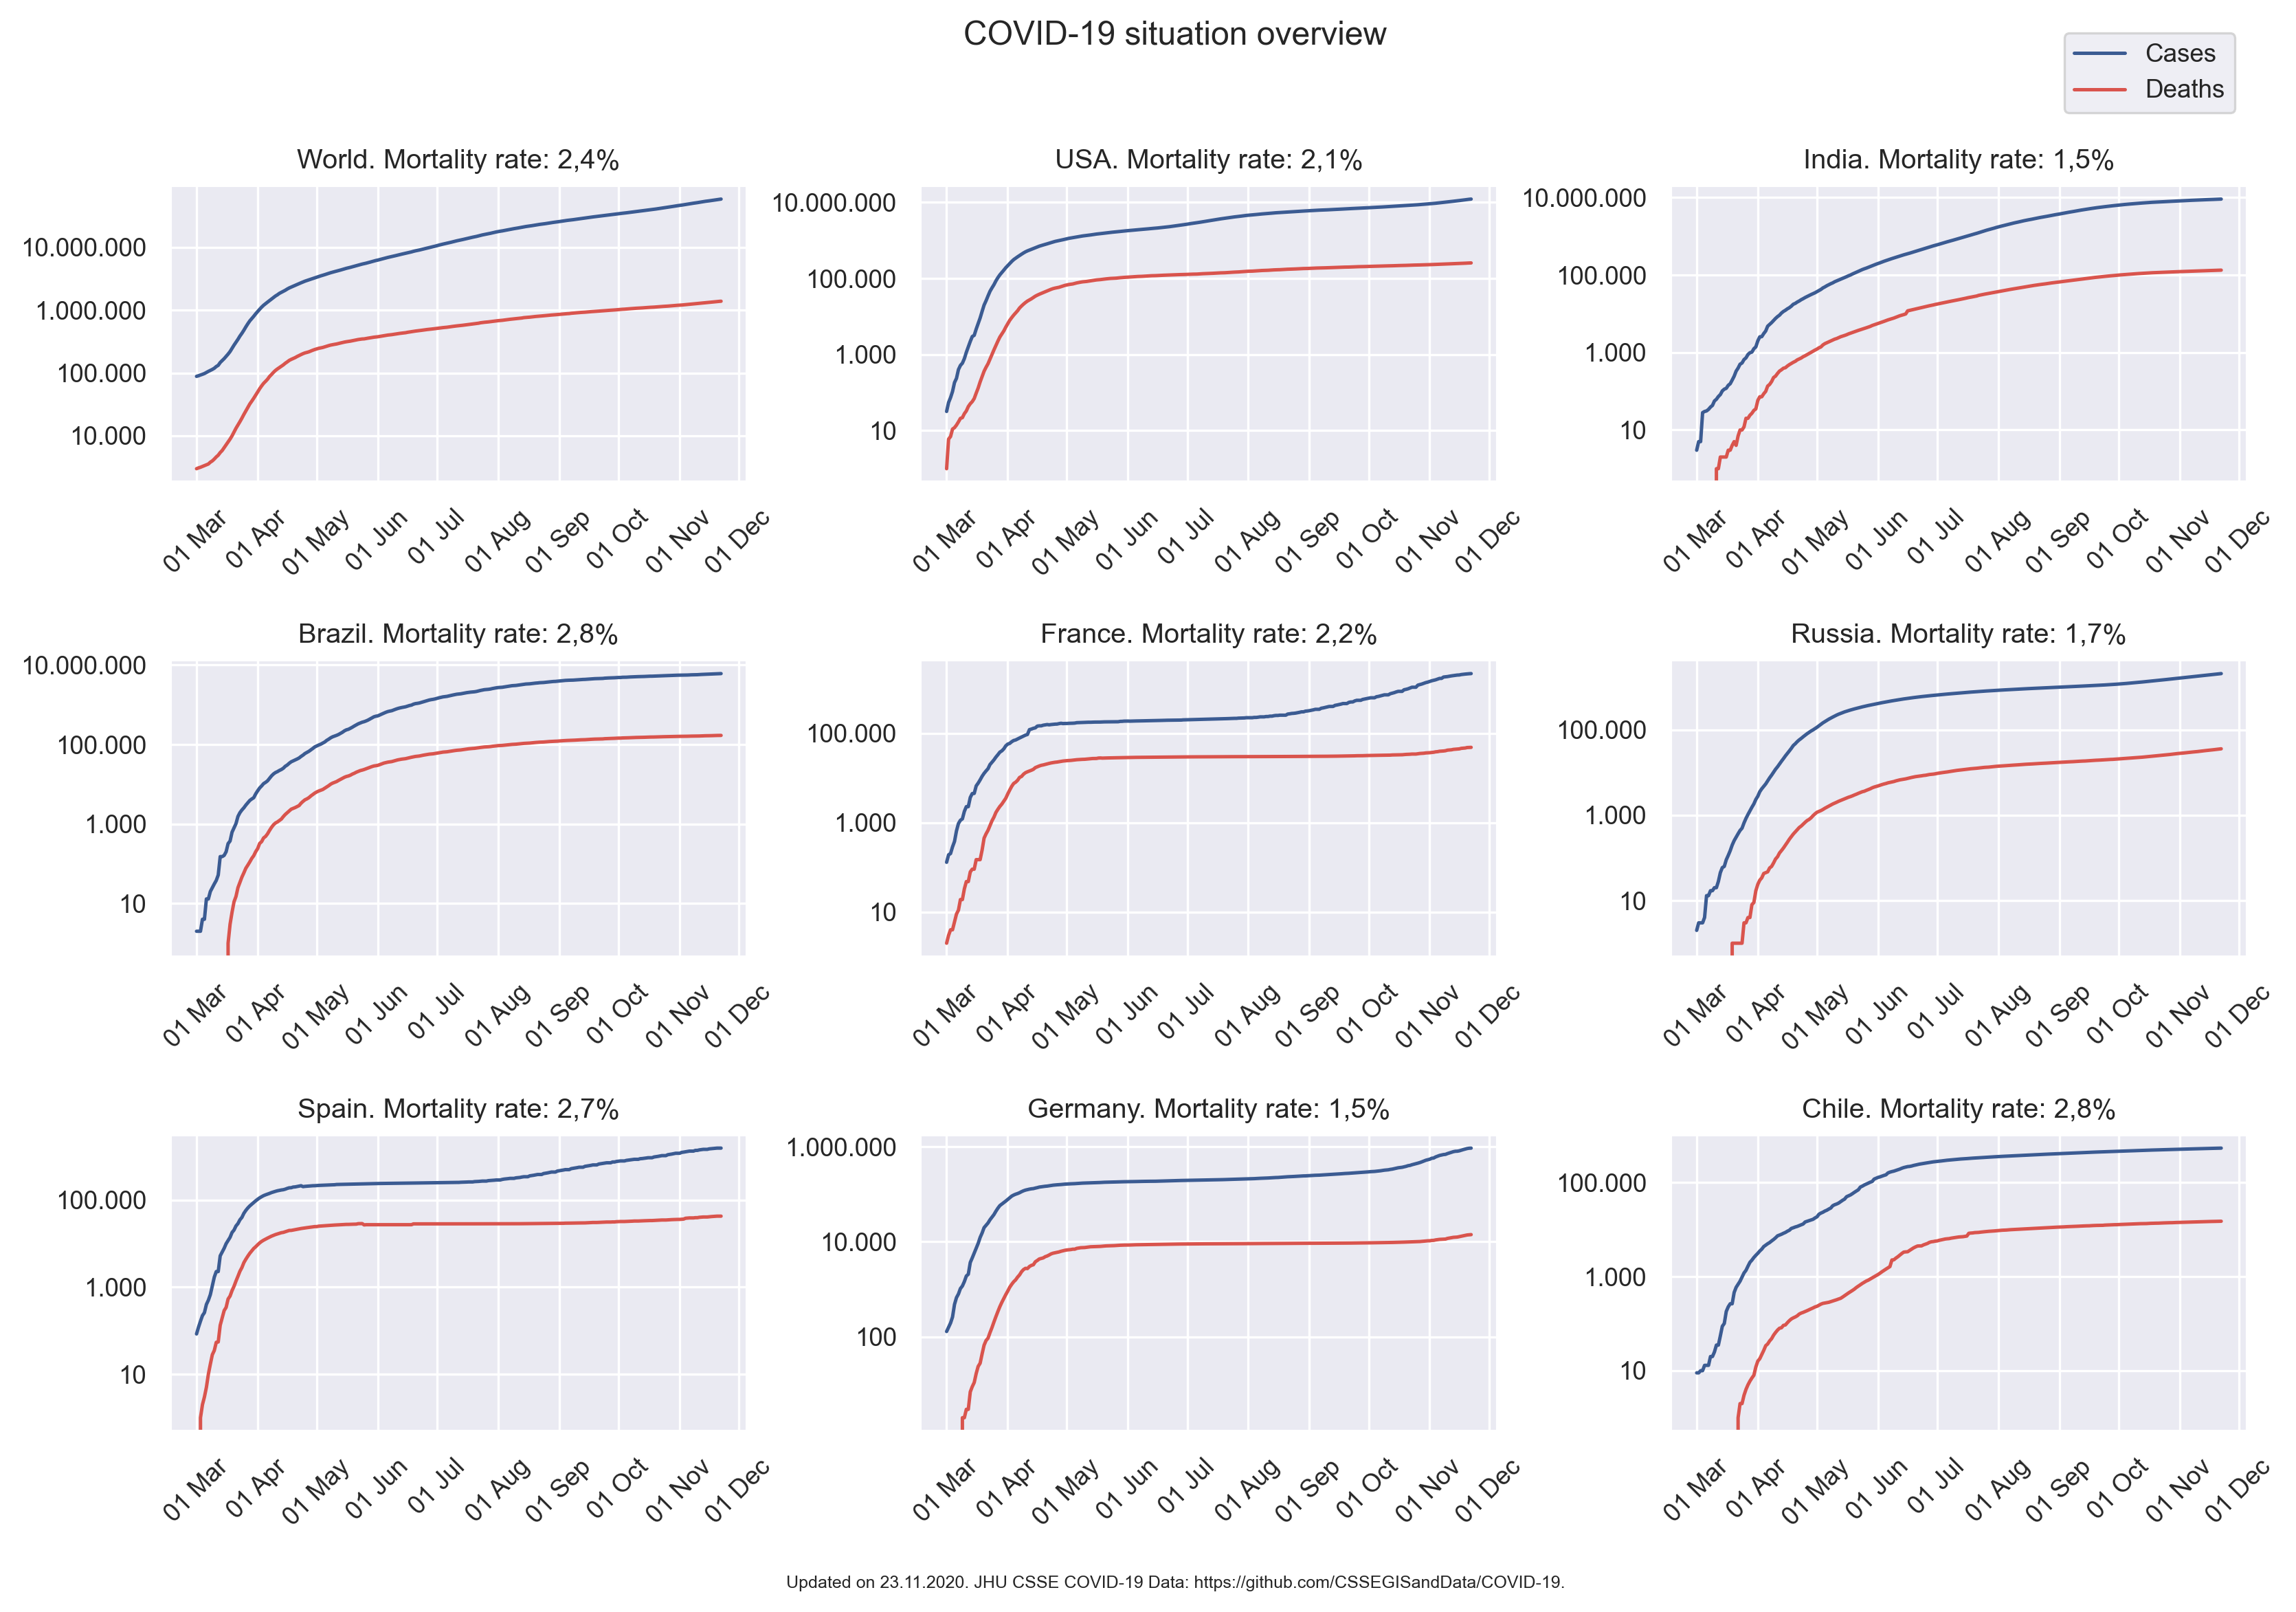 COVID-19 situation overview
Cases
Deaths
World. Mortality rate: 2,4%
10.000.000
1.000.000
100.000
10.000
01 Mar
01 Apr
01 May
01 Jun
01 Jul
01 Aug
01 Sep
01 Oct
01 Nov
01 Dec
USA. Mortality rate: 2,1%
10.000.000
100.000
1.000
10
01 Mar
01 Apr
01 May
01 Jun
01 Jul
01 Aug
01 Sep
01 Oct
01 Nov
01 Dec
India. Mortality rate: 1,5%
10.000.000
100.000
1.000
10
01 Mar
01 Apr
01 May
01 Jun
01 Jul
01 Aug
01 Sep
01 Oct
01 Nov
01 Dec
Brazil. Mortality rate: 2,8%
10.000.000
100.000
1.000
10
01 Mar
01 Apr
01 May
01 Jun
01 Jul
01 Aug
01 Sep
01 Oct
01 Nov
01 Dec
France. Mortality rate: 2,2%
100.000
1.000
10
01 Mar
01 Apr
01 May
01 Jun
01 Jul
01 Aug
01 Sep
01 Oct
01 Nov
01 Dec
Russia. Mortality rate: 1,7%
100.000
1.000
10
01 Mar
01 Apr
01 May
01 Jun
01 Jul
01 Aug
01 Sep
01 Oct
01 Nov
01 Dec
Spain. Mortality rate: 2,7%
100.000
1.000
10
01 Mar
01 Apr
01 May
01 Jun
01 Jul
01 Aug
01 Sep
01 Oct
01 Nov
01 Dec
Germany. Mortality rate: 1,5%
1.000.000
10.000
100
01 Mar
01 Apr
01 May
01 Jun
01 Jul
01 Aug
01 Sep
01 Oct
01 Nov
01 Dec
Chile. Mortality rate: 2,8%
100.000
1.000
10
01 Mar
01 Apr
01 May
01 Jun
01 Jul
01 Aug
01 Sep
01 Oct
01 Nov
01 Dec
Updated on 23.11.2020. JHU CSSE COVID-19 Data: https://github.com/CSSEGISandData/COVID-19.